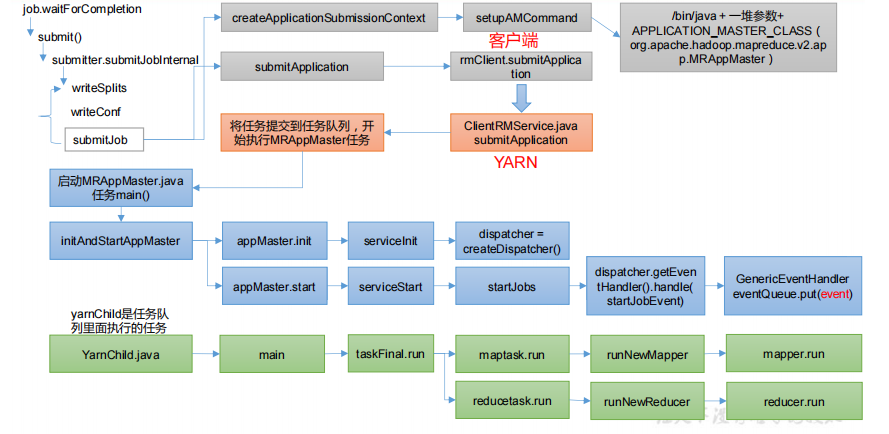 job.waitForCompletion
submit()
submitter.submitJobInternal
writeSplits
writeConf
submitJob
createApplicationSubmissionContext
setupAMCommand
/bin/java + 一堆参数+
APPLICATION_MASTER_CLASS (
org.apache.hadoop.mapreduce.v2.ap
p.MRAppMaster )
客户端
submitApplication
rmClient.submitApplica
tion
将任务提交到任务队列，开
始执行MRAppMaster任务
ClientRMService.java
submitApplication
YARN
启动MRAppMaster.java
任务main()
initAndStartAppMaster
appMaster.init
serviceInit
dispatcher =
createDispatcher()
appMaster.start
serviceStart
startJobs
dispatcher.getEve
ntHandler().handle(
startJobEvent)
GenericEventHandler
eventQueue.put(event)
yarnChild是任务队
列里面执行的任务
YarnChild.java
main
taskFinal.run
maptask.run
runNewMapper
mapper.run
reducetask.run
runNewReducer
reducer.run